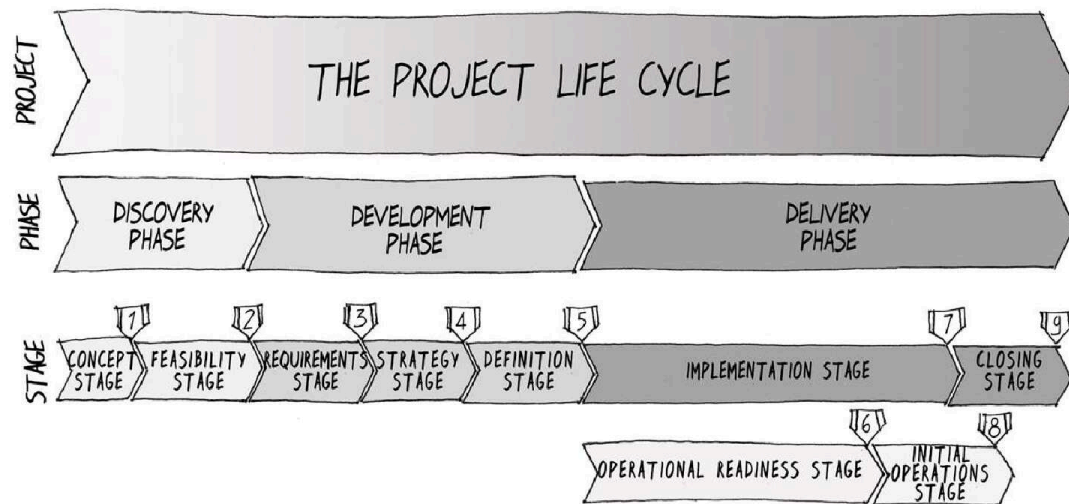 PROJECT
THE PROJECT LIFE CYCLE
PHASE
DISCOVERY
PHASE
DEVELOPMENT
PHASE
DELIVERY
PHASE
STAGE
1
2
3
4
5
7
9
CONCEPT
STAGE
FEASIBILITY
STAGE
REQUIREMENTS
STAGE
STRATEGY
STAGE
DEFINITION
STAGE
IMPLEMENTATION STAGE
CLOSING
STAGE
6
8
OPERATIONAL READINESS STAGE
INITIAL
OPERATIONS
STAGE